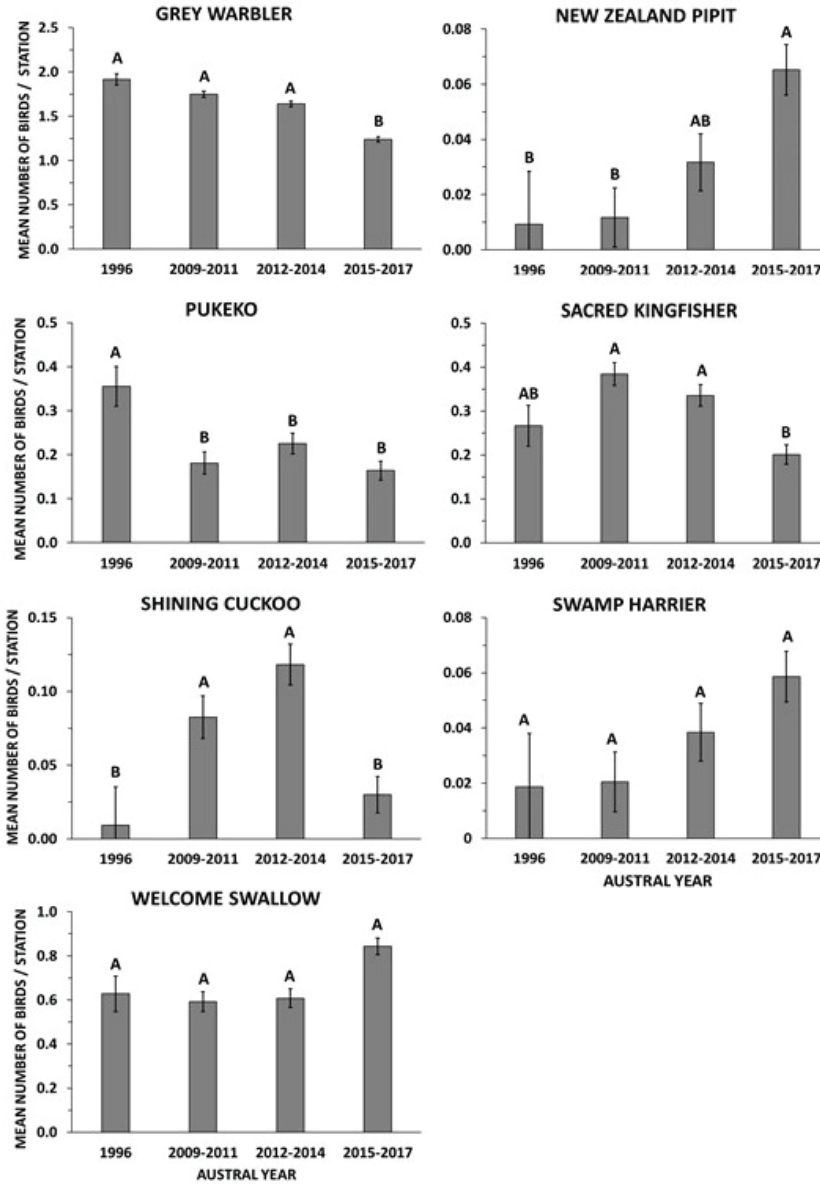 GREY WARBLER
MEAN NUMBER OF BIRDS / STATION
2.5
2.0
1.5
1.0
0.5
0.0
A
A
A
B
1996
2009-2011
2012-2014
2015-2017
NEW ZEALAND PIPIT
0.08
0.06
0.04
0.02
0.00
B
B
AB
A
1996
2009-2011
2012-2014
2015-2017
PUKEKO
MEAN NUMBER OF BIRDS / STATION
0.5
0.4
0.3
0.2
0.1
0.0
A
B
B
B
1996
2009-2011
2012-2014
2015-2017
SACRED KINGFISHER
0.5
0.4
0.3
0.2
0.1
0.0
AB
A
A
B
1996
2009-2011
2012-2014
2015-2017
SHINING CUCKOO
MEAN NUMBER OF BIRDS / STATION
0.15
0.10
0.05
0.00
B
A
A
B
1996
2009-2011
2012-2014
2015-2017
SWAMP HARRIER
0.08
0.06
0.04
0.02
0
A
A
A
A
1996
2009-2011
2012-2014
2015-2017
AUSTRAL YEAR
WELCOME SWALLOW
MEAN NUMBER OF BIRDS / STATION
1.0
0.8
0.6
0.4
0.2
0.0
A
A
A
A
1996
2009-2011
2012-2014
2015-2017
AUSTRAL YEAR